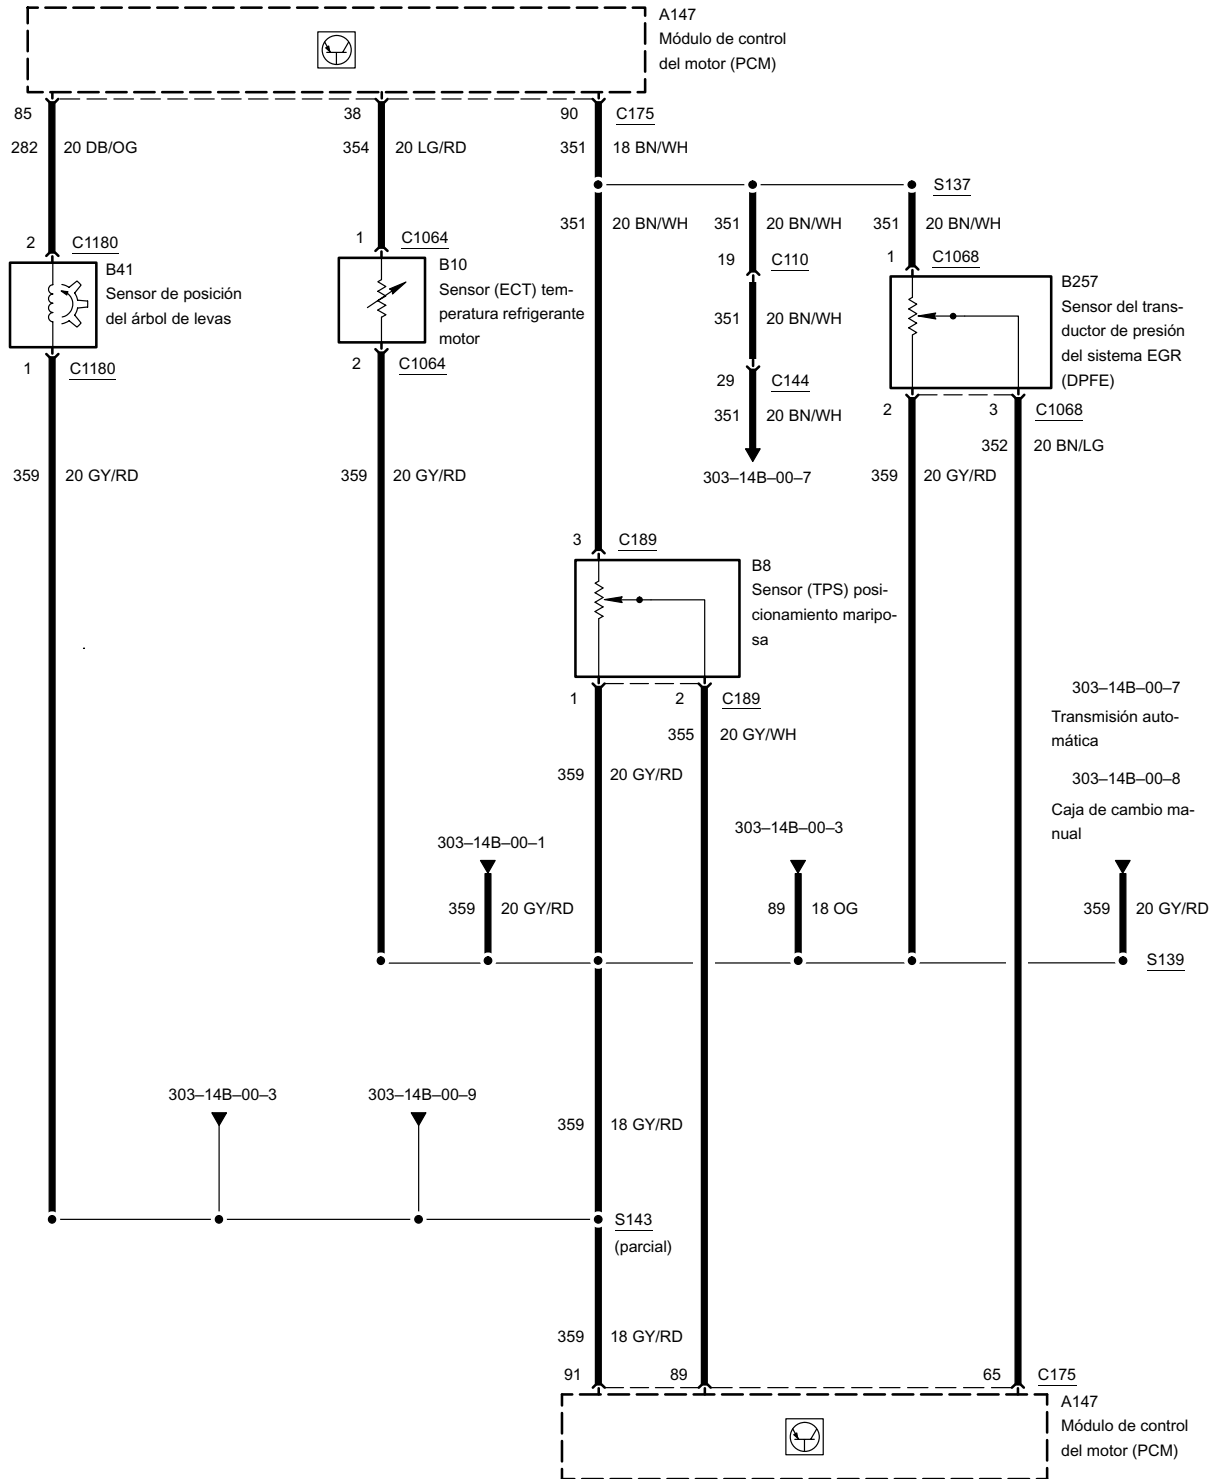 A147
Módulo de control
del motor (PCM)
85
38
90
C175
282
20 DB/OG
354
20 LG/RD
351
18 BN/WH
S137
351
20 BN/WH
351
20 BN/WH
351
20 BN/WH
2
C1180
1
C1064
19
C110
1
C1068
B41
Sensor de posición
del árbol de levas
B10
Sensor (ECT) tem-
peratura refrigerante
motor
B257
Sensor del trans-
ductor de presión
del sistema EGR
(DPFE)
351
20 BN/WH
1
C1180
2
C1064
29
C144
351
20 BN/WH
2
3
C1068
352
20 BN/LG
359
20 GY/RD
359
20 GY/RD
303–14B–00–7
359
20 GY/RD
3
C189
B8
Sensor (TPS) posi-
cionamiento maripo-
sa
1
2
C189
303–14B–00–7
Transmisión auto-
mática
355
20 GY/WH
359
20 GY/RD
303–14B–00–8
Caja de cambio ma-
nual
303–14B–00–1
303–14B–00–3
359
20 GY/RD
89
18 OG
359
20 GY/RD
S139
303–14B–00–3
303–14B–00–9
359
18 GY/RD
S143
(parcial)
359
18 GY/RD
91
89
65
C175
A147
Módulo de control
del motor (PCM)